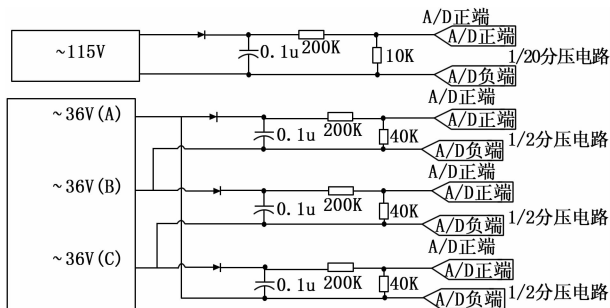 A/D正端
~115V 0.1u 200K 10K A/D正端
1/20分压电路
A/D负端
A/D正端
~36V(A) 0.1u 200K 40K A/D正端
1/2分压电路
A/D负端
A/D正端
~36V(B) 0.1u 200K 40K A/D正端
1/2分压电路
A/D负端
A/D正端
~36V(C) 0.1u 200K 40K A/D正端
1/2分压电路
A/D负端